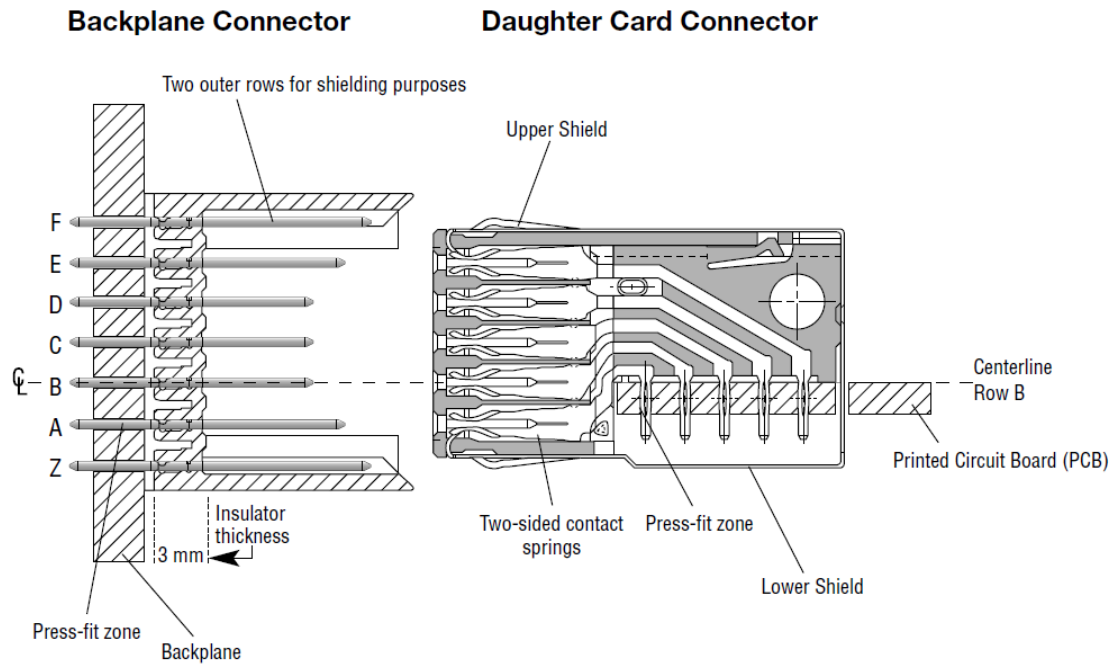 Backplane Connector
Daughter Card Connector
Two outer rows for shielding purposes
Upper Shield
F
E
D
C
℄
B
A
Z
Centerline
Row B
Printed Circuit Board (PCB)
Insulator
thickness
3 mm
Two-sided contact
springs
Press-fit zone
Lower Shield
Press-fit zone
Backplane